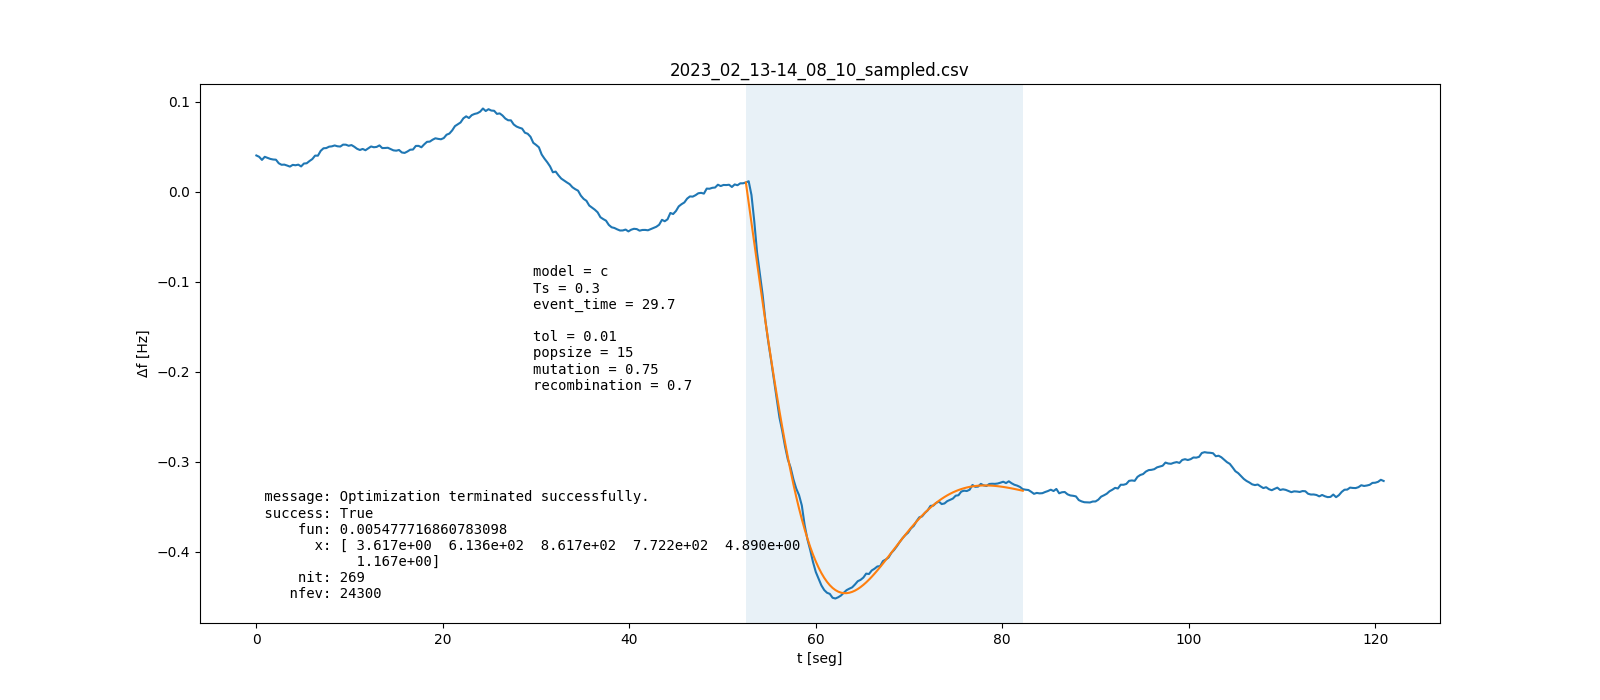 2023_02_13-14_08_10_sampled.csv
0.1
0.0
−0.1
−0.2
−0.3
−0.4
Δf [Hz]
model = c
Ts = 0.3
event_time = 29.7
tol = 0.01
popsize = 15
mutation = 0.75
recombination = 0.7
message: Optimization terminated successfully.
success: True
fun: 0.005477716860783098
x: [ 3.617e+00  6.136e+02  8.617e+02  7.722e+02  4.890e+00
1.167e+00]
nit: 269
nfev: 24300
0 20 40 60 80 100 120
t [seg]